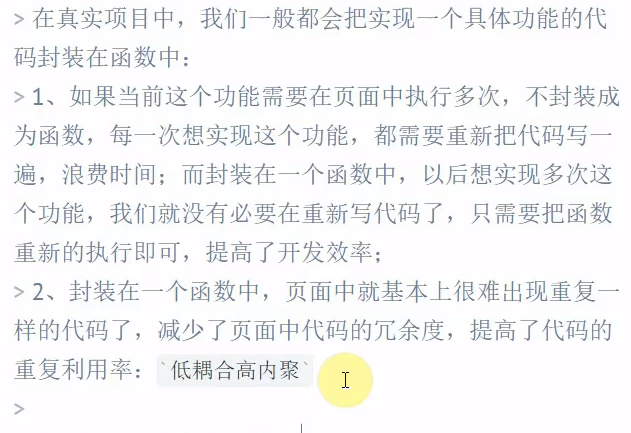 > 在真实项目中，我们一般都会把实现一个具体功能的代
码封装在函数中：
> 1、如果当前这个功能需要在页面中执行多次，不封装成
为函数，每一次想实现这个功能，都需要重新把代码写一
遍，浪费时间；而封装在一个函数中，以后想实现多次这
个功能，我们就没有必要在重新写代码了，只需要把函数
重新的执行即可，提高了开发效率；
> 2、封装在一个函数中，页面中就基本上很难出现重复一
样的代码了，减少了页面中代码的冗余度，提高了代码的
重复利用率：`低耦合高内聚`
>